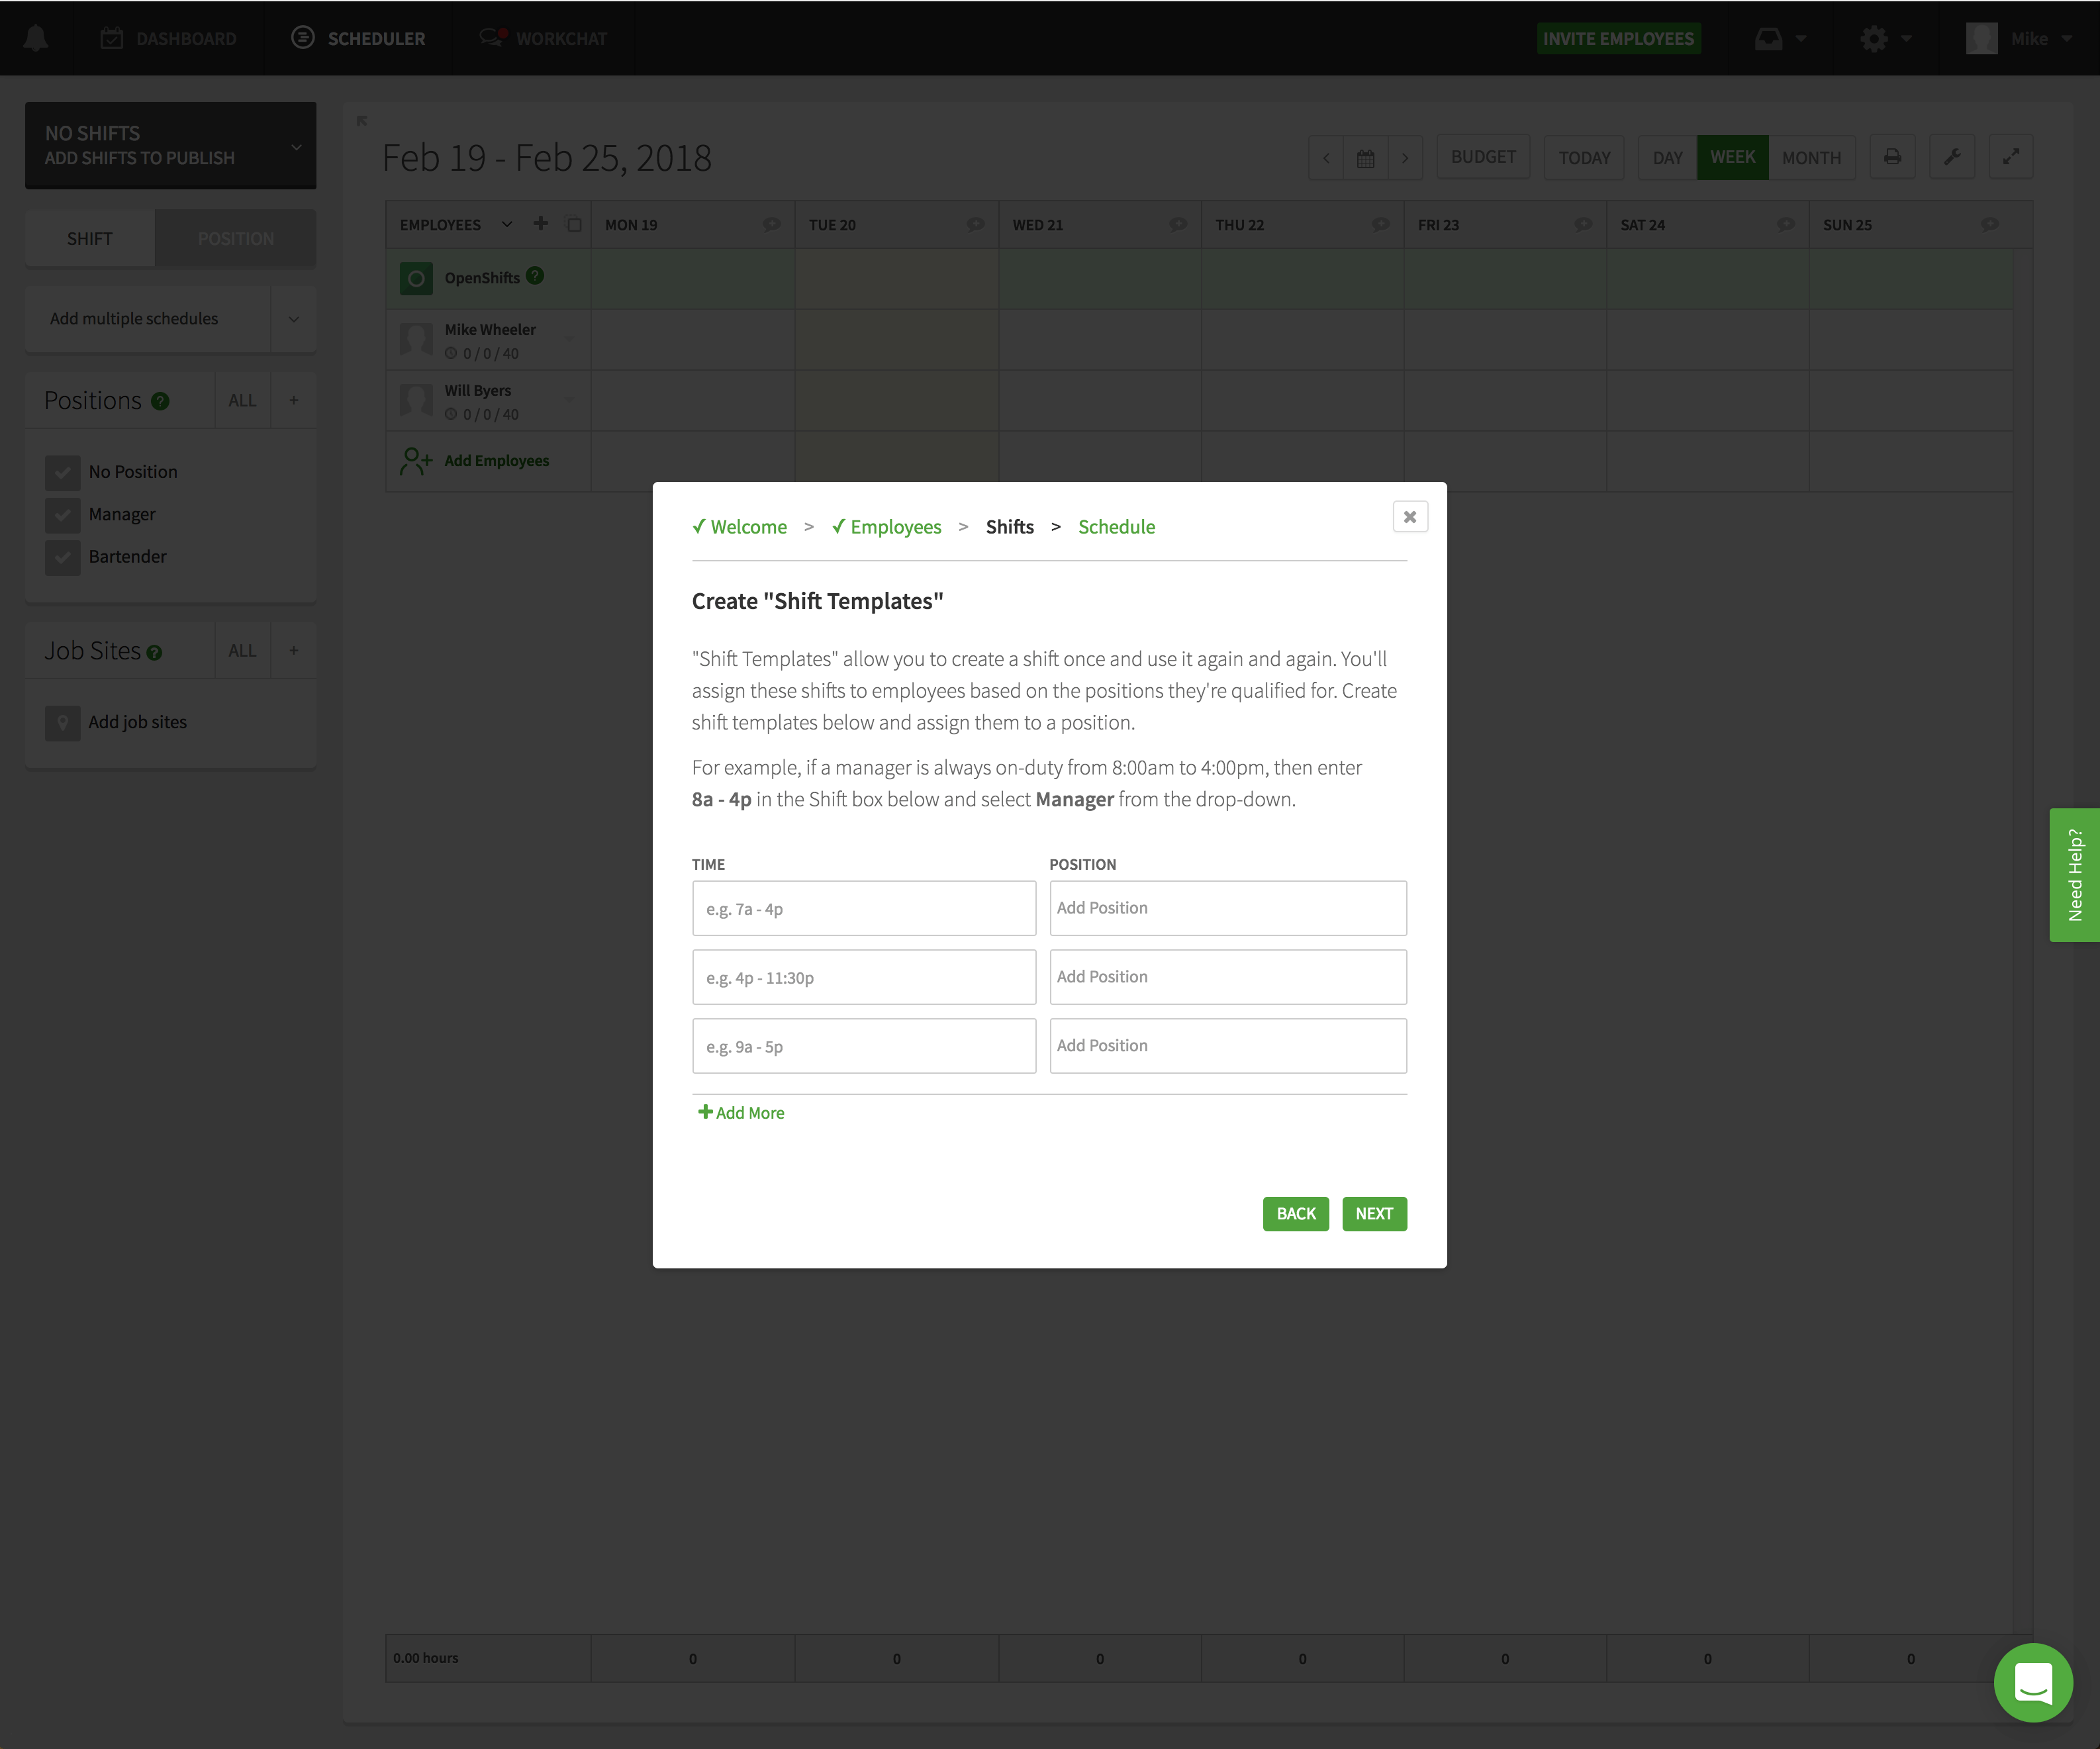 DASHBOARD
SCHEDULER
WORKCHAT
INVITE EMPLOYEES
Mike
NO SHIFTS
ADD SHIFTS TO PUBLISH
SHIFT
POSITION
Add multiple schedules
Positions ?
ALL
+
No Position
Manager
Bartender
Job Sites ?
ALL
+
Add job sites
Feb 19 - Feb 25, 2018
BUDGET
TODAY
DAY
WEEK
MONTH
EMPLOYEES
MON 19
TUE 20
WED 21
THU 22
FRI 23
SAT 24
SUN 25
OpenShifts ?
Mike Wheeler
0 / 0 / 40
Will Byers
0 / 0 / 40
Add Employees
✓ Welcome > ✓ Employees > Shifts > Schedule
Create "Shift Templates"
"Shift Templates" allow you to create a shift once and use it again and again. You'll
assign these shifts to employees based on the positions they're qualified for. Create
shift templates below and assign them to a position.
For example, if a manager is always on-duty from 8:00am to 4:00pm, then enter
8a - 4p in the Shift box below and select Manager from the drop-down.
TIME
POSITION
e.g. 7a - 4p
Add Position
e.g. 4p - 11:30p
Add Position
e.g. 9a - 5p
Add Position
+ Add More
BACK
NEXT
Need Help?
0.00 hours
0
0
0
0
0
0
0